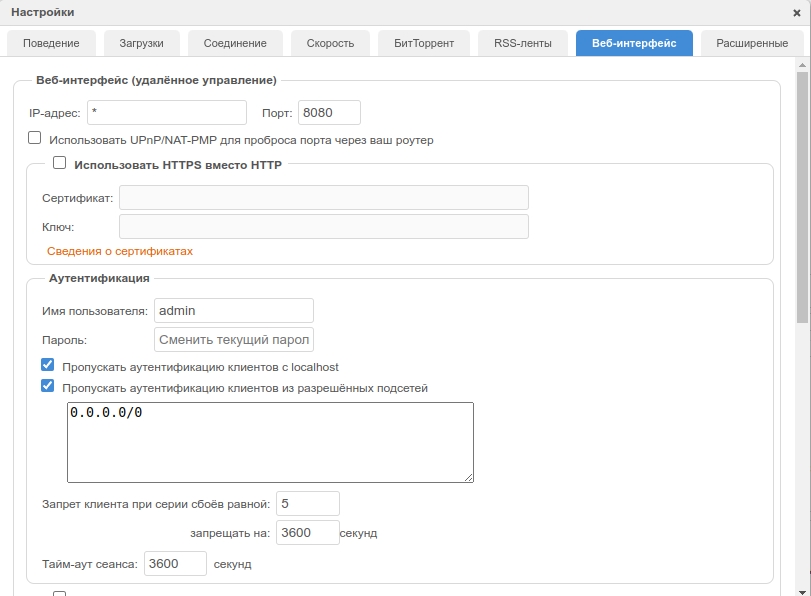 Настройки
Поведение Загрузки Соединение Скорость БитТоррент RSS-ленты Веб-интерфейс Расширенные
Веб-интерфейс (удалённое управление)
IP-адрес: * Порт: 8080
Использовать UPnP/NAT-PMP для проброса порта через ваш роутер
Использовать HTTPS вместо HTTP
Сертификат:
Ключ:
Сведения о сертификатах
Аутентификация
Имя пользователя: admin
Пароль: Сменить текущий парол
Пропускать аутентификацию клиентов с localhost
Пропускать аутентификацию клиентов из разрешённых подсетей
0.0.0.0/0
Запрет клиента при серии сбоёв равной: 5
запрещать на: 3600 секунд
Тайм-аут сеанса: 3600 секунд